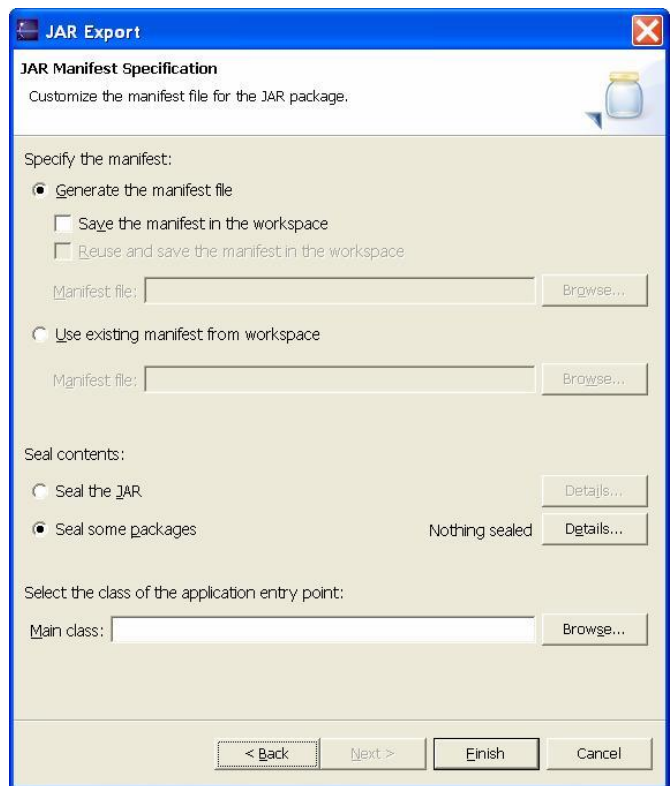 JAR Export
JAR Manifest Specification
Customize the manifest file for the JAR package.
Specify the manifest:
Generate the manifest file
Save the manifest in the workspace
Reuse and save the manifest in the workspace
Manifest file: Browse...
Use existing manifest from workspace
Manifest file: Browse...
Seal contents:
Seal the JAR Details...
Seal some packages Nothing sealed Details...
Select the class of the application entry point:
Main class: Browse...
< Back Next > Finish Cancel